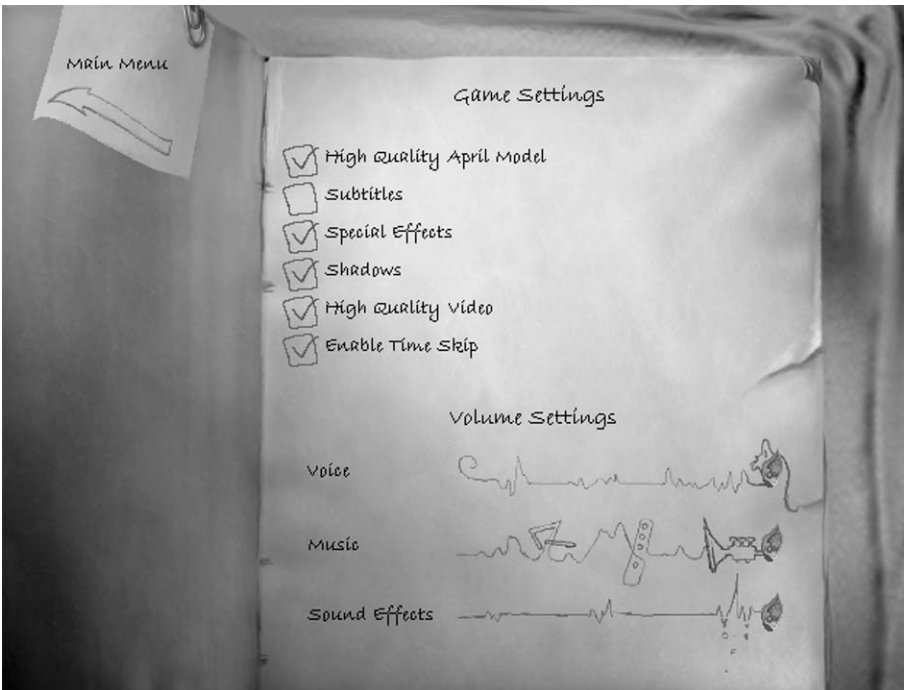 Main Menu
Game Settings
High Quality April Model
Subtitles
Special Effects
Shadows
High Quality Video
Enable Time Skip
Volume Settings
Voice
Music
Sound Effects